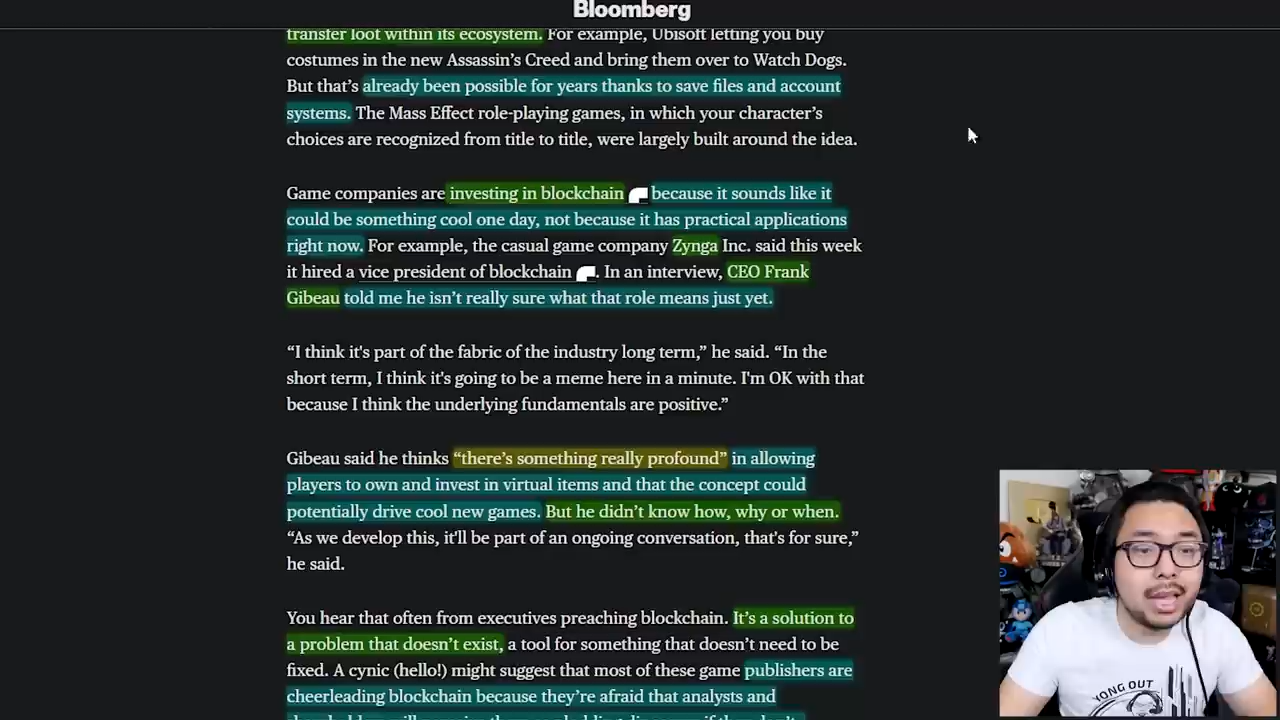 Bloomberg
transfer loot within its ecosystem. For example, Ubisoft letting you buy
costumes in the new Assassin’s Creed and bring them over to Watch Dogs.
But that’s already been possible for years thanks to save files and account
systems. The Mass Effect role-playing games, in which your character’s
choices are recognized from title to title, were largely built around the idea.
Game companies are investing in blockchain because it sounds like it
could be something cool one day, not because it has practical applications
right now. For example, the casual game company Zynga Inc. said this week
it hired a vice president of blockchain . In an interview, CEO Frank
Gibeau told me he isn’t really sure what that role means just yet.
“I think it's part of the fabric of the industry long term,” he said. “In the
short term, I think it's going to be a meme here in a minute. I'm OK with that
because I think the underlying fundamentals are positive.”
Gibeau said he thinks “there’s something really profound” in allowing
players to own and invest in virtual items and that the concept could
potentially drive cool new games. But he didn’t know how, why or when.
“As we develop this, it'll be part of an ongoing conversation, that's for sure,”
he said.
You hear that often from executives preaching blockchain. It’s a solution to
a problem that doesn’t exist, a tool for something that doesn’t need to be
fixed. A cynic (hello!) might suggest that most of these game publishers are
cheerleading blockchain because they’re afraid that analysts and
YONG OUT